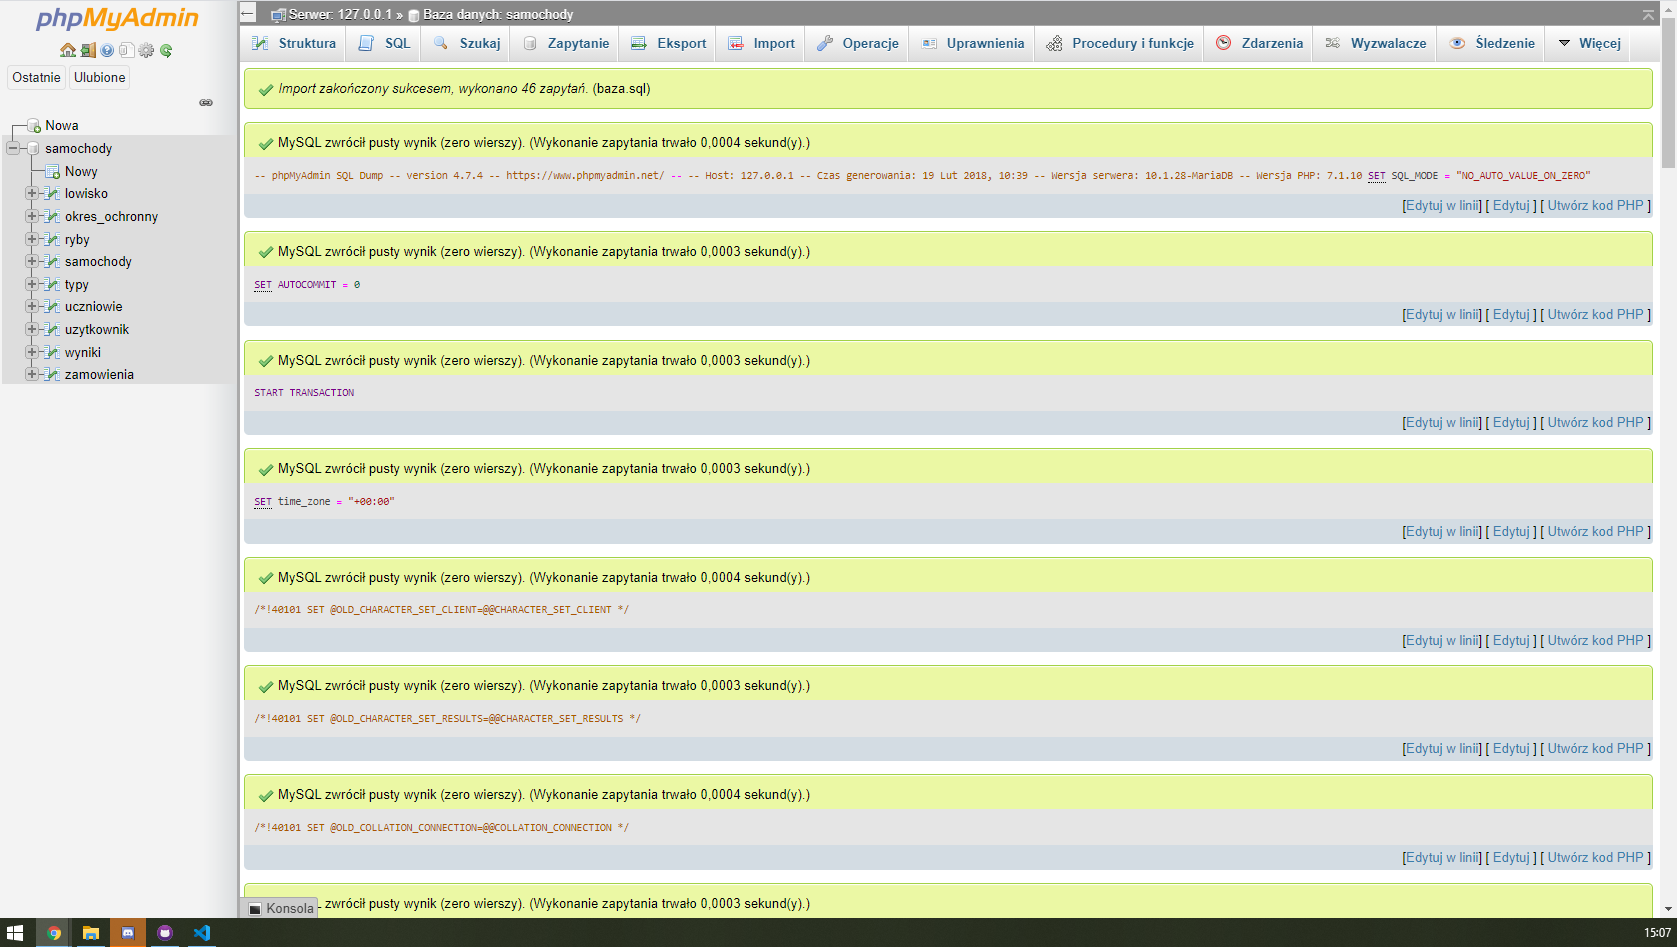 phpMyAdmin
Ostatnie Ulubione
Nowa
samochody
Nowy
lowisko
okres_ochronny
ryby
samochody
typy
uczniowie
uzytkownik
wyniki
zamowienia
Serwer: 127.0.0.1 » Baza danych: samochody
Struktura SQL Szukaj Zapytanie Eksport Import Operacje Uprawnienia Procedury i funkcje Zdarzenia Wyzwalacze Śledzenie Więcej
Import zakończony sukcesem, wykonano 46 zapytań. (baza.sql)
MySQL zwrócił pusty wynik (zero wierszy). (Wykonanie zapytania trwało 0,0004 sekund(y).)
-- phpMyAdmin SQL Dump -- version 4.7.4 -- https://www.phpmyadmin.net/ -- -- Host: 127.0.0.1 -- Czas generowania: 19 Lut 2018, 10:39 -- Wersja serwera: 10.1.28-MariaDB -- Wersja PHP: 7.1.10 SET SQL_MODE = "NO_AUTO_VALUE_ON_ZERO"
[Edytuj w linii] [ Edytuj ] [ Utwórz kod PHP ]
MySQL zwrócił pusty wynik (zero wierszy). (Wykonanie zapytania trwało 0,0003 sekund(y).)
SET AUTOCOMMIT = 0
[Edytuj w linii] [ Edytuj ] [ Utwórz kod PHP ]
MySQL zwrócił pusty wynik (zero wierszy). (Wykonanie zapytania trwało 0,0003 sekund(y).)
START TRANSACTION
[Edytuj w linii] [ Edytuj ] [ Utwórz kod PHP ]
MySQL zwrócił pusty wynik (zero wierszy). (Wykonanie zapytania trwało 0,0003 sekund(y).)
SET time_zone = "+00:00"
[Edytuj w linii] [ Edytuj ] [ Utwórz kod PHP ]
MySQL zwrócił pusty wynik (zero wierszy). (Wykonanie zapytania trwało 0,0004 sekund(y).)
/*!40101 SET @OLD_CHARACTER_SET_CLIENT=@@CHARACTER_SET_CLIENT */
[Edytuj w linii] [ Edytuj ] [ Utwórz kod PHP ]
MySQL zwrócił pusty wynik (zero wierszy). (Wykonanie zapytania trwało 0,0003 sekund(y).)
/*!40101 SET @OLD_CHARACTER_SET_RESULTS=@@CHARACTER_SET_RESULTS */
[Edytuj w linii] [ Edytuj ] [ Utwórz kod PHP ]
MySQL zwrócił pusty wynik (zero wierszy). (Wykonanie zapytania trwało 0,0004 sekund(y).)
/*!40101 SET @OLD_COLLATION_CONNECTION=@@COLLATION_CONNECTION */
[Edytuj w linii] [ Edytuj ] [ Utwórz kod PHP ]
Konsola zwrócił pusty wynik (zero wierszy). (Wykonanie zapytania trwało 0,0003 sekund(y).)
15:07